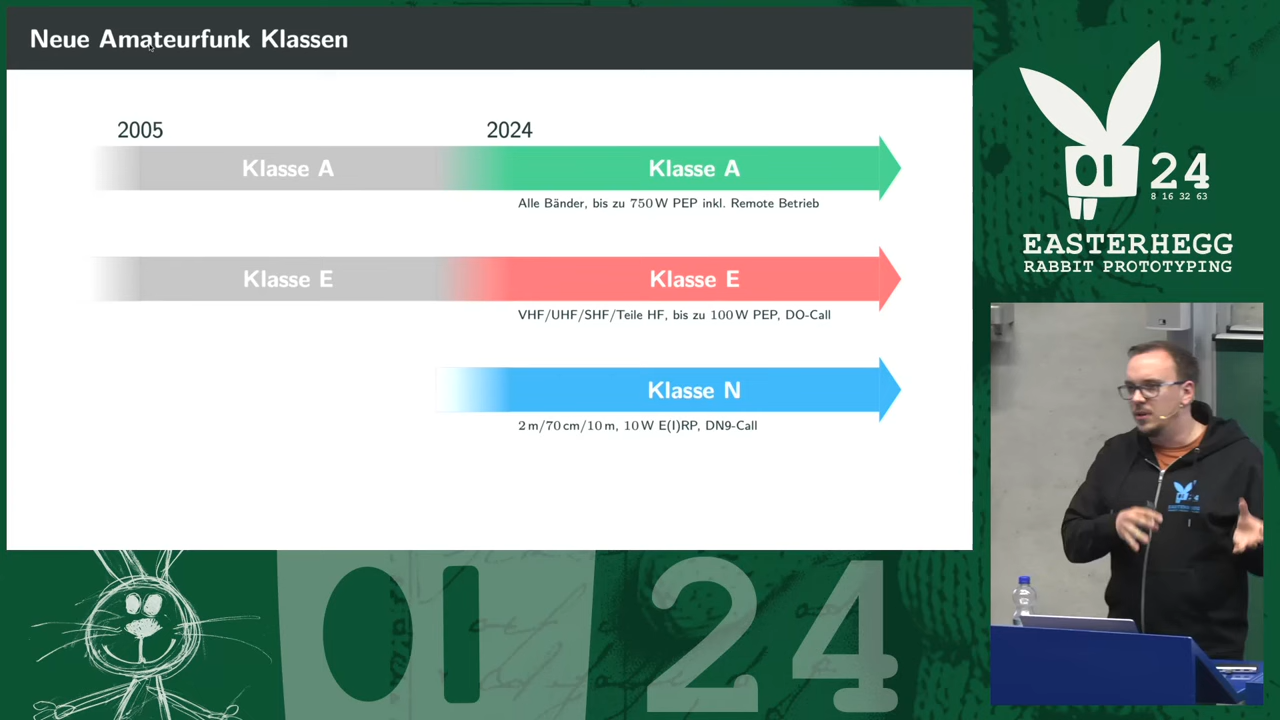 Neue Amateurfunk Klassen
2005
2024
Klasse A
Klasse A
Alle Bänder, bis zu 750 W PEP inkl. Remote Betrieb
Klasse E
Klasse E
VHF/UHF/SHF/Teile HF, bis zu 100 W PEP, DO-Call
Klasse N
2 m/70 cm/10 m, 10 W E(I)RP, DN9-Call
24
8 16 32 63
EASTERHEGG
RABBIT PROTOTYPING
24